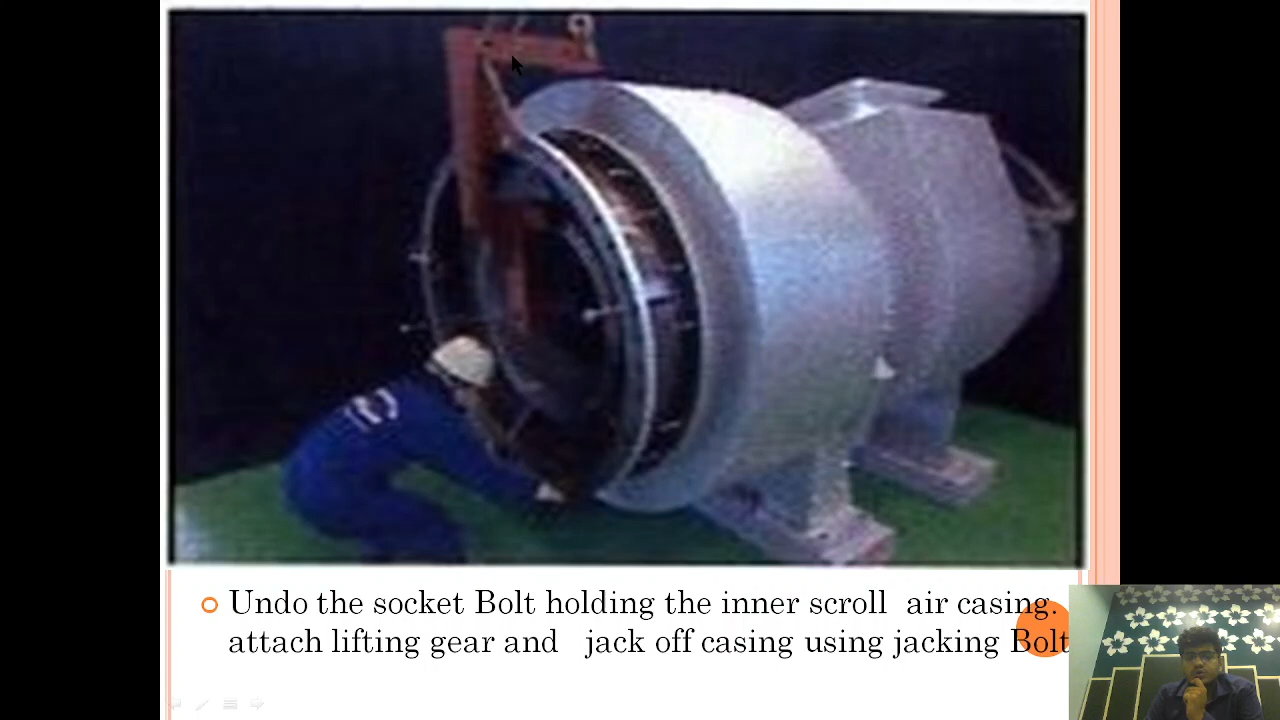 Undo the socket Bolt holding the inner scroll air casing.
attach lifting gear and jack off casing using jacking Bolt